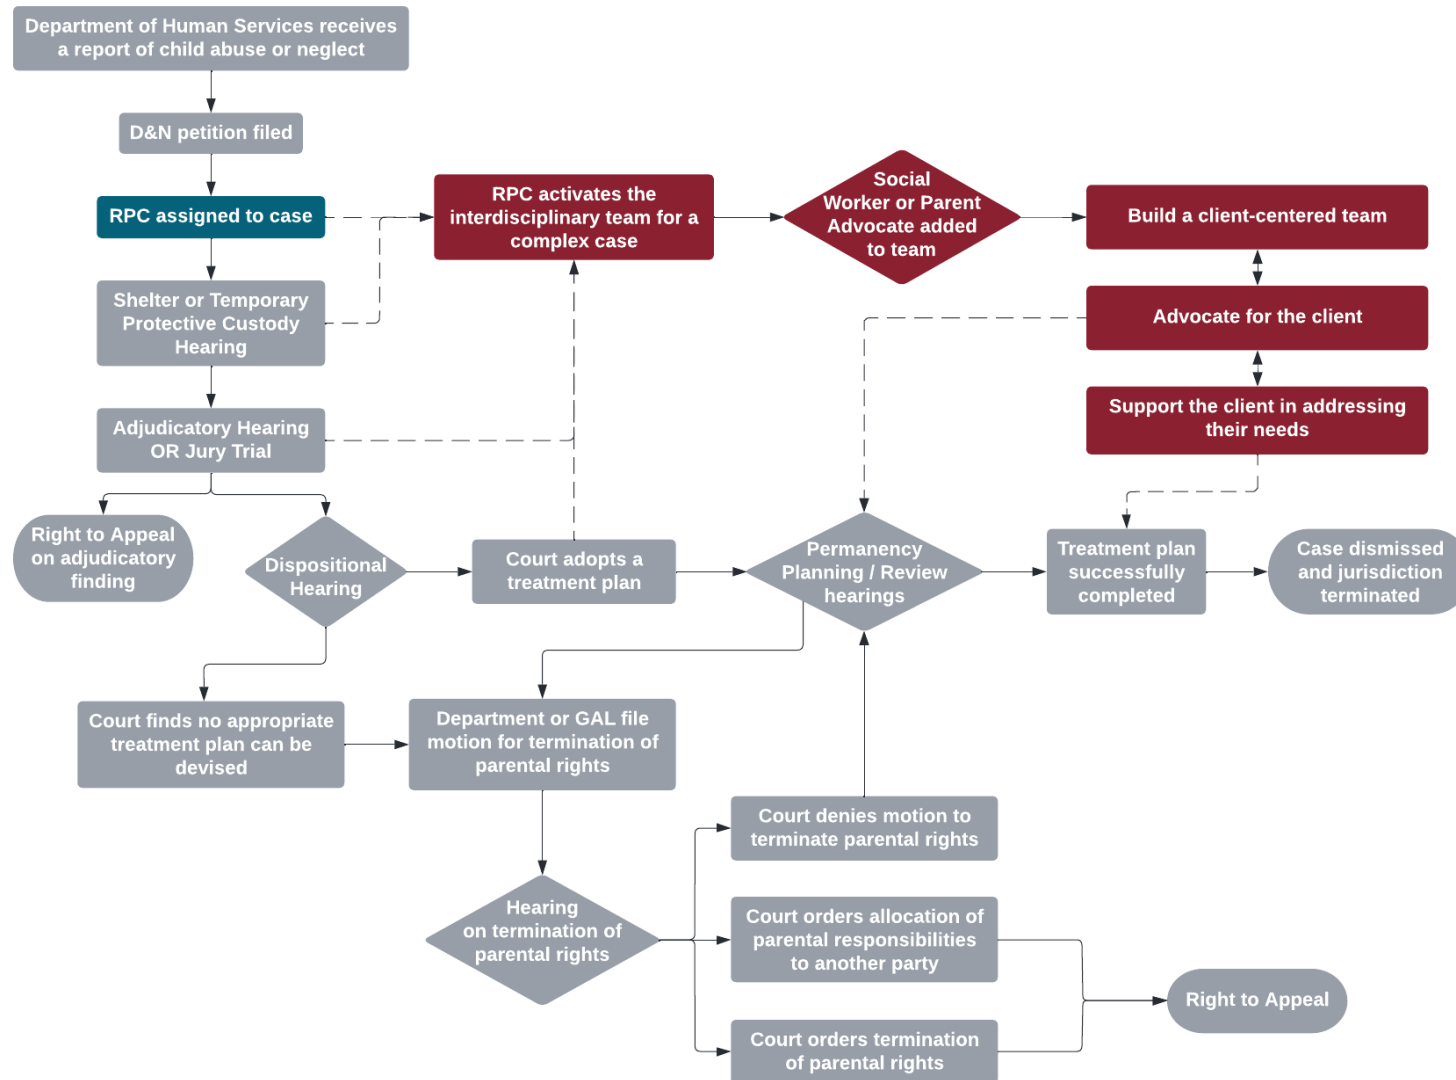 Department of Human Services receives
a report of child abuse or neglect
D&N petition filed
RPC assigned to case
RPC activates the
interdisciplinary team for a
complex case
Social
Worker or Parent
Advocate added
to team
Build a client-centered team
Shelter or Temporary
Protective Custody
Hearing
Advocate for the client
Adjudicatory Hearing
OR Jury Trial
Support the client in addressing
their needs
Right to Appeal
on adjudicatory
finding
Dispositional
Hearing
Court adopts a
treatment plan
Permanency
Planning / Review
hearings
Treatment plan
successfully
completed
Case dismissed
and jurisdiction
terminated
Court finds no appropriate
treatment plan can be
devised
Department or GAL file
motion for termination of
parental rights
Court denies motion to
terminate parental rights
Hearing
on termination of
parental rights
Court orders allocation of
parental responsibilities
to another party
Right to Appeal
Court orders termination
of parental rights